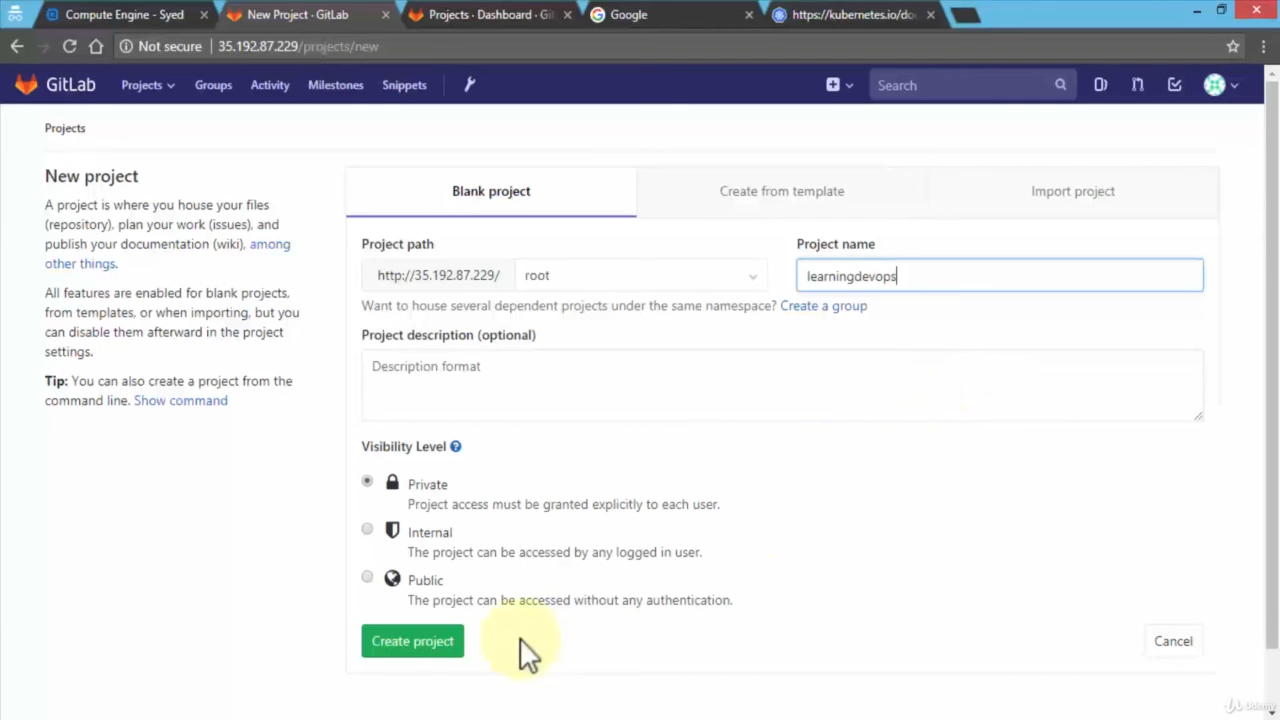 Compute Engine - Syed
New Project · GitLab
Projects · Dashboard · Git
Google
https://kubernetes.io/do
Not secure
35.192.87.229/projects/new
GitLab
Projects
Groups
Activity
Milestones
Snippets
Search
Projects
New project
A project is where you house your files
(repository), plan your work (issues), and
publish your documentation (wiki), among
other things.
All features are enabled for blank projects,
from templates, or when importing, but you
can disable them afterward in the project
settings.
Tip: You can also create a project from the
command line. Show command
Blank project
Create from template
Import project
Project path
Project name
http://35.192.87.229/
root
learningdevops
Want to house several dependent projects under the same namespace? Create a group
Project description (optional)
Description format
Visibility Level
Private
Project access must be granted explicitly to each user.
Internal
The project can be accessed by any logged in user.
Public
The project can be accessed without any authentication.
Create project
Cancel
Udemy